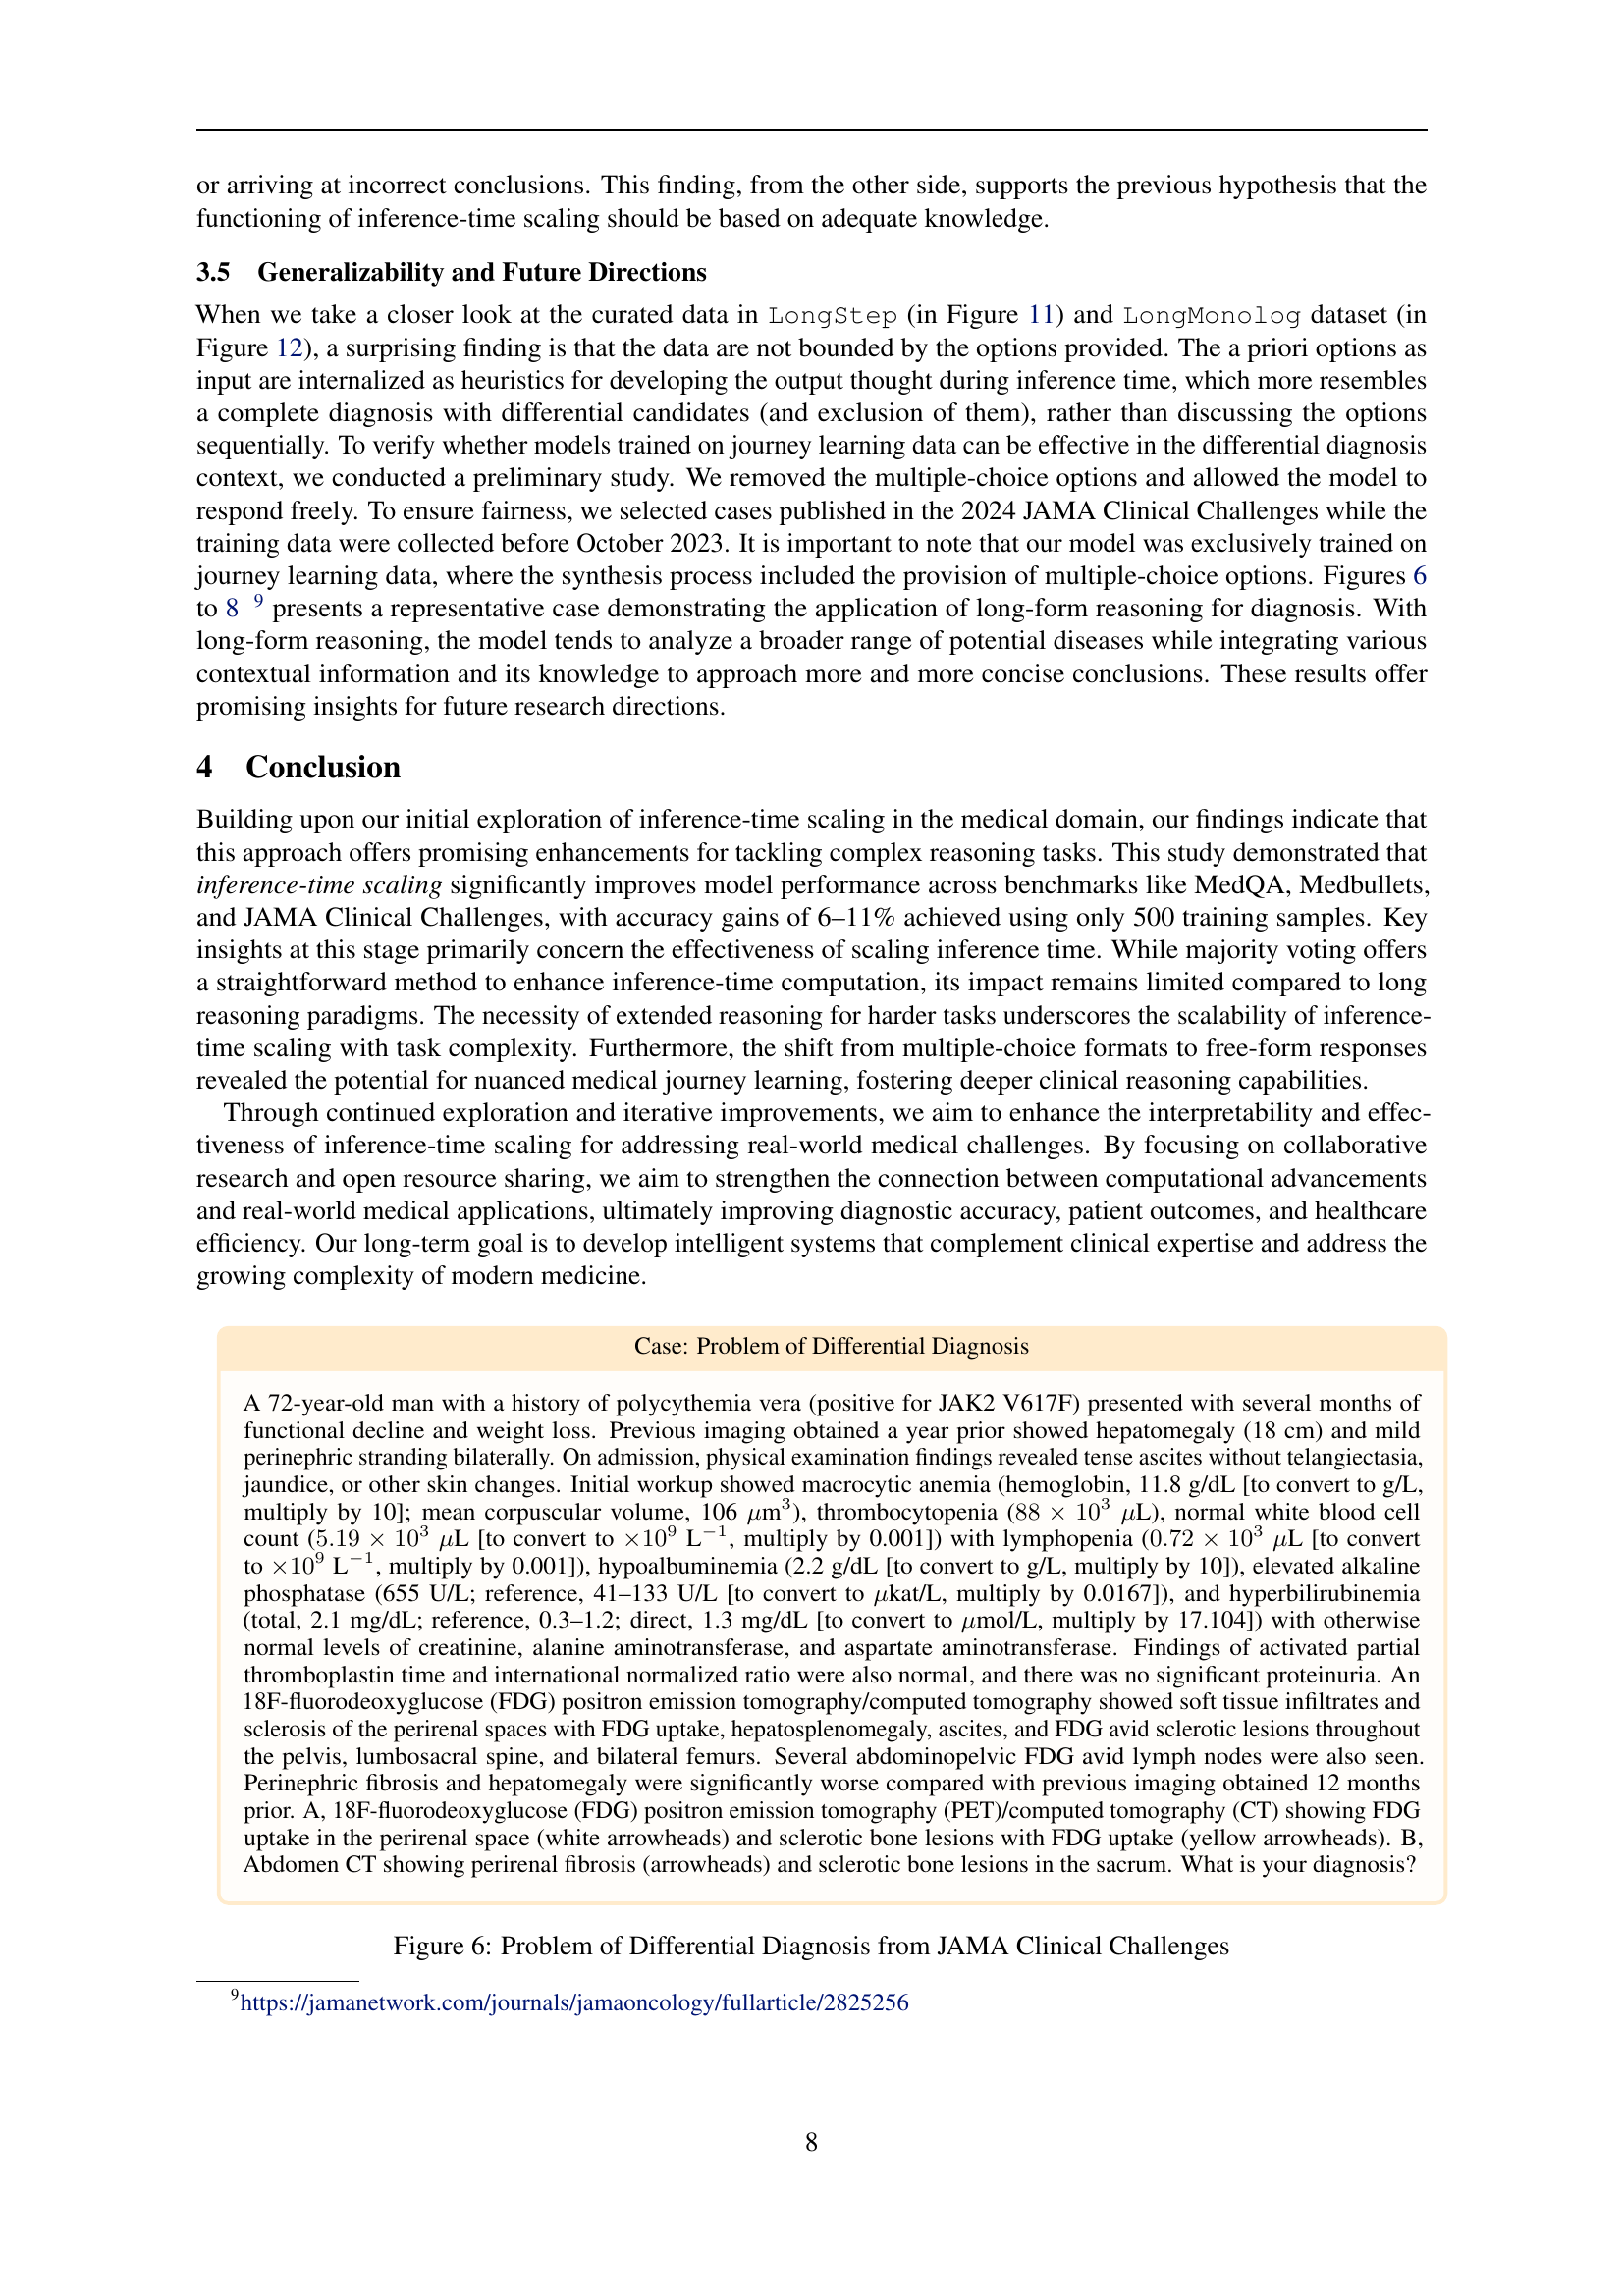 or arriving at incorrect conclusions. This finding, from the other side, supports the previous hypothesis that the
functioning of inference-time scaling should be based on adequate knowledge.
3.5 Generalizability and Future Directions
When we take a closer look at the curated data in LongStep (in Figure 11) and LongMonolog dataset (in
Figure 12), a surprising finding is that the data are not bounded by the options provided. The a priori options as
input are internalized as heuristics for developing the output thought during inference time, which more resembles
a complete diagnosis with differential candidates (and exclusion of them), rather than discussing the options
sequentially. To verify whether models trained on journey learning data can be effective in the differential diagnosis
context, we conducted a preliminary study. We removed the multiple-choice options and allowed the model to
respond freely. To ensure fairness, we selected cases published in the 2024 JAMA Clinical Challenges while the
training data were collected before October 2023. It is important to note that our model was exclusively trained on
journey learning data, where the synthesis process included the provision of multiple-choice options. Figures 6
to 8 ⁹ presents a representative case demonstrating the application of long-form reasoning for diagnosis. With
long-form reasoning, the model tends to analyze a broader range of potential diseases while integrating various
contextual information and its knowledge to approach more and more concise conclusions. These results offer
promising insights for future research directions.
4 Conclusion
Building upon our initial exploration of inference-time scaling in the medical domain, our findings indicate that
this approach offers promising enhancements for tackling complex reasoning tasks. This study demonstrated that
inference-time scaling significantly improves model performance across benchmarks like MedQA, Medbullets,
and JAMA Clinical Challenges, with accuracy gains of 6–11% achieved using only 500 training samples. Key
insights at this stage primarily concern the effectiveness of scaling inference time. While majority voting offers
a straightforward method to enhance inference-time computation, its impact remains limited compared to long
reasoning paradigms. The necessity of extended reasoning for harder tasks underscores the scalability of inference-
time scaling with task complexity. Furthermore, the shift from multiple-choice formats to free-form responses
revealed the potential for nuanced medical journey learning, fostering deeper clinical reasoning capabilities.
Through continued exploration and iterative improvements, we aim to enhance the interpretability and effec-
tiveness of inference-time scaling for addressing real-world medical challenges. By focusing on collaborative
research and open resource sharing, we aim to strengthen the connection between computational advancements
and real-world medical applications, ultimately improving diagnostic accuracy, patient outcomes, and healthcare
efficiency. Our long-term goal is to develop intelligent systems that complement clinical expertise and address the
growing complexity of modern medicine.
Case: Problem of Differential Diagnosis
A 72-year-old man with a history of polycythemia vera (positive for JAK2 V617F) presented with several months of
functional decline and weight loss. Previous imaging obtained a year prior showed hepatomegaly (18 cm) and mild
perinephric stranding bilaterally. On admission, physical examination findings revealed tense ascites without telangiectasia,
jaundice, or other skin changes. Initial workup showed macrocytic anemia (hemoglobin, 11.8 g/dL [to convert to g/L,
multiply by 10]; mean corpuscular volume, 106 μm³), thrombocytopenia (88 × 10³ μL), normal white blood cell
count (5.19 × 10³ μL [to convert to ×10⁹ L⁻¹, multiply by 0.001]) with lymphopenia (0.72 × 10³ μL [to convert
to ×10⁹ L⁻¹, multiply by 0.001]), hypoalbuminemia (2.2 g/dL [to convert to g/L, multiply by 10]), elevated alkaline
phosphatase (655 U/L; reference, 41–133 U/L [to convert to μkat/L, multiply by 0.0167]), and hyperbilirubinemia
(total, 2.1 mg/dL; reference, 0.3–1.2; direct, 1.3 mg/dL [to convert to μmol/L, multiply by 17.104]) with otherwise
normal levels of creatinine, alanine aminotransferase, and aspartate aminotransferase. Findings of activated partial
thromboplastin time and international normalized ratio were also normal, and there was no significant proteinuria. An
18F-fluorodeoxyglucose (FDG) positron emission tomography/computed tomography showed soft tissue infiltrates and
sclerosis of the perirenal spaces with FDG uptake, hepatosplenomegaly, ascites, and FDG avid sclerotic lesions throughout
the pelvis, lumbosacral spine, and bilateral femurs. Several abdominopelvic FDG avid lymph nodes were also seen.
Perinephric fibrosis and hepatomegaly were significantly worse compared with previous imaging obtained 12 months
prior. A, 18F-fluorodeoxyglucose (FDG) positron emission tomography (PET)/computed tomography (CT) showing FDG
uptake in the perirenal space (white arrowheads) and sclerotic bone lesions with FDG uptake (yellow arrowheads). B,
Abdomen CT showing perirenal fibrosis (arrowheads) and sclerotic bone lesions in the sacrum. What is your diagnosis?
Figure 6: Problem of Differential Diagnosis from JAMA Clinical Challenges
⁹https://jamanetwork.com/journals/jamaoncology/fullarticle/2825256
8